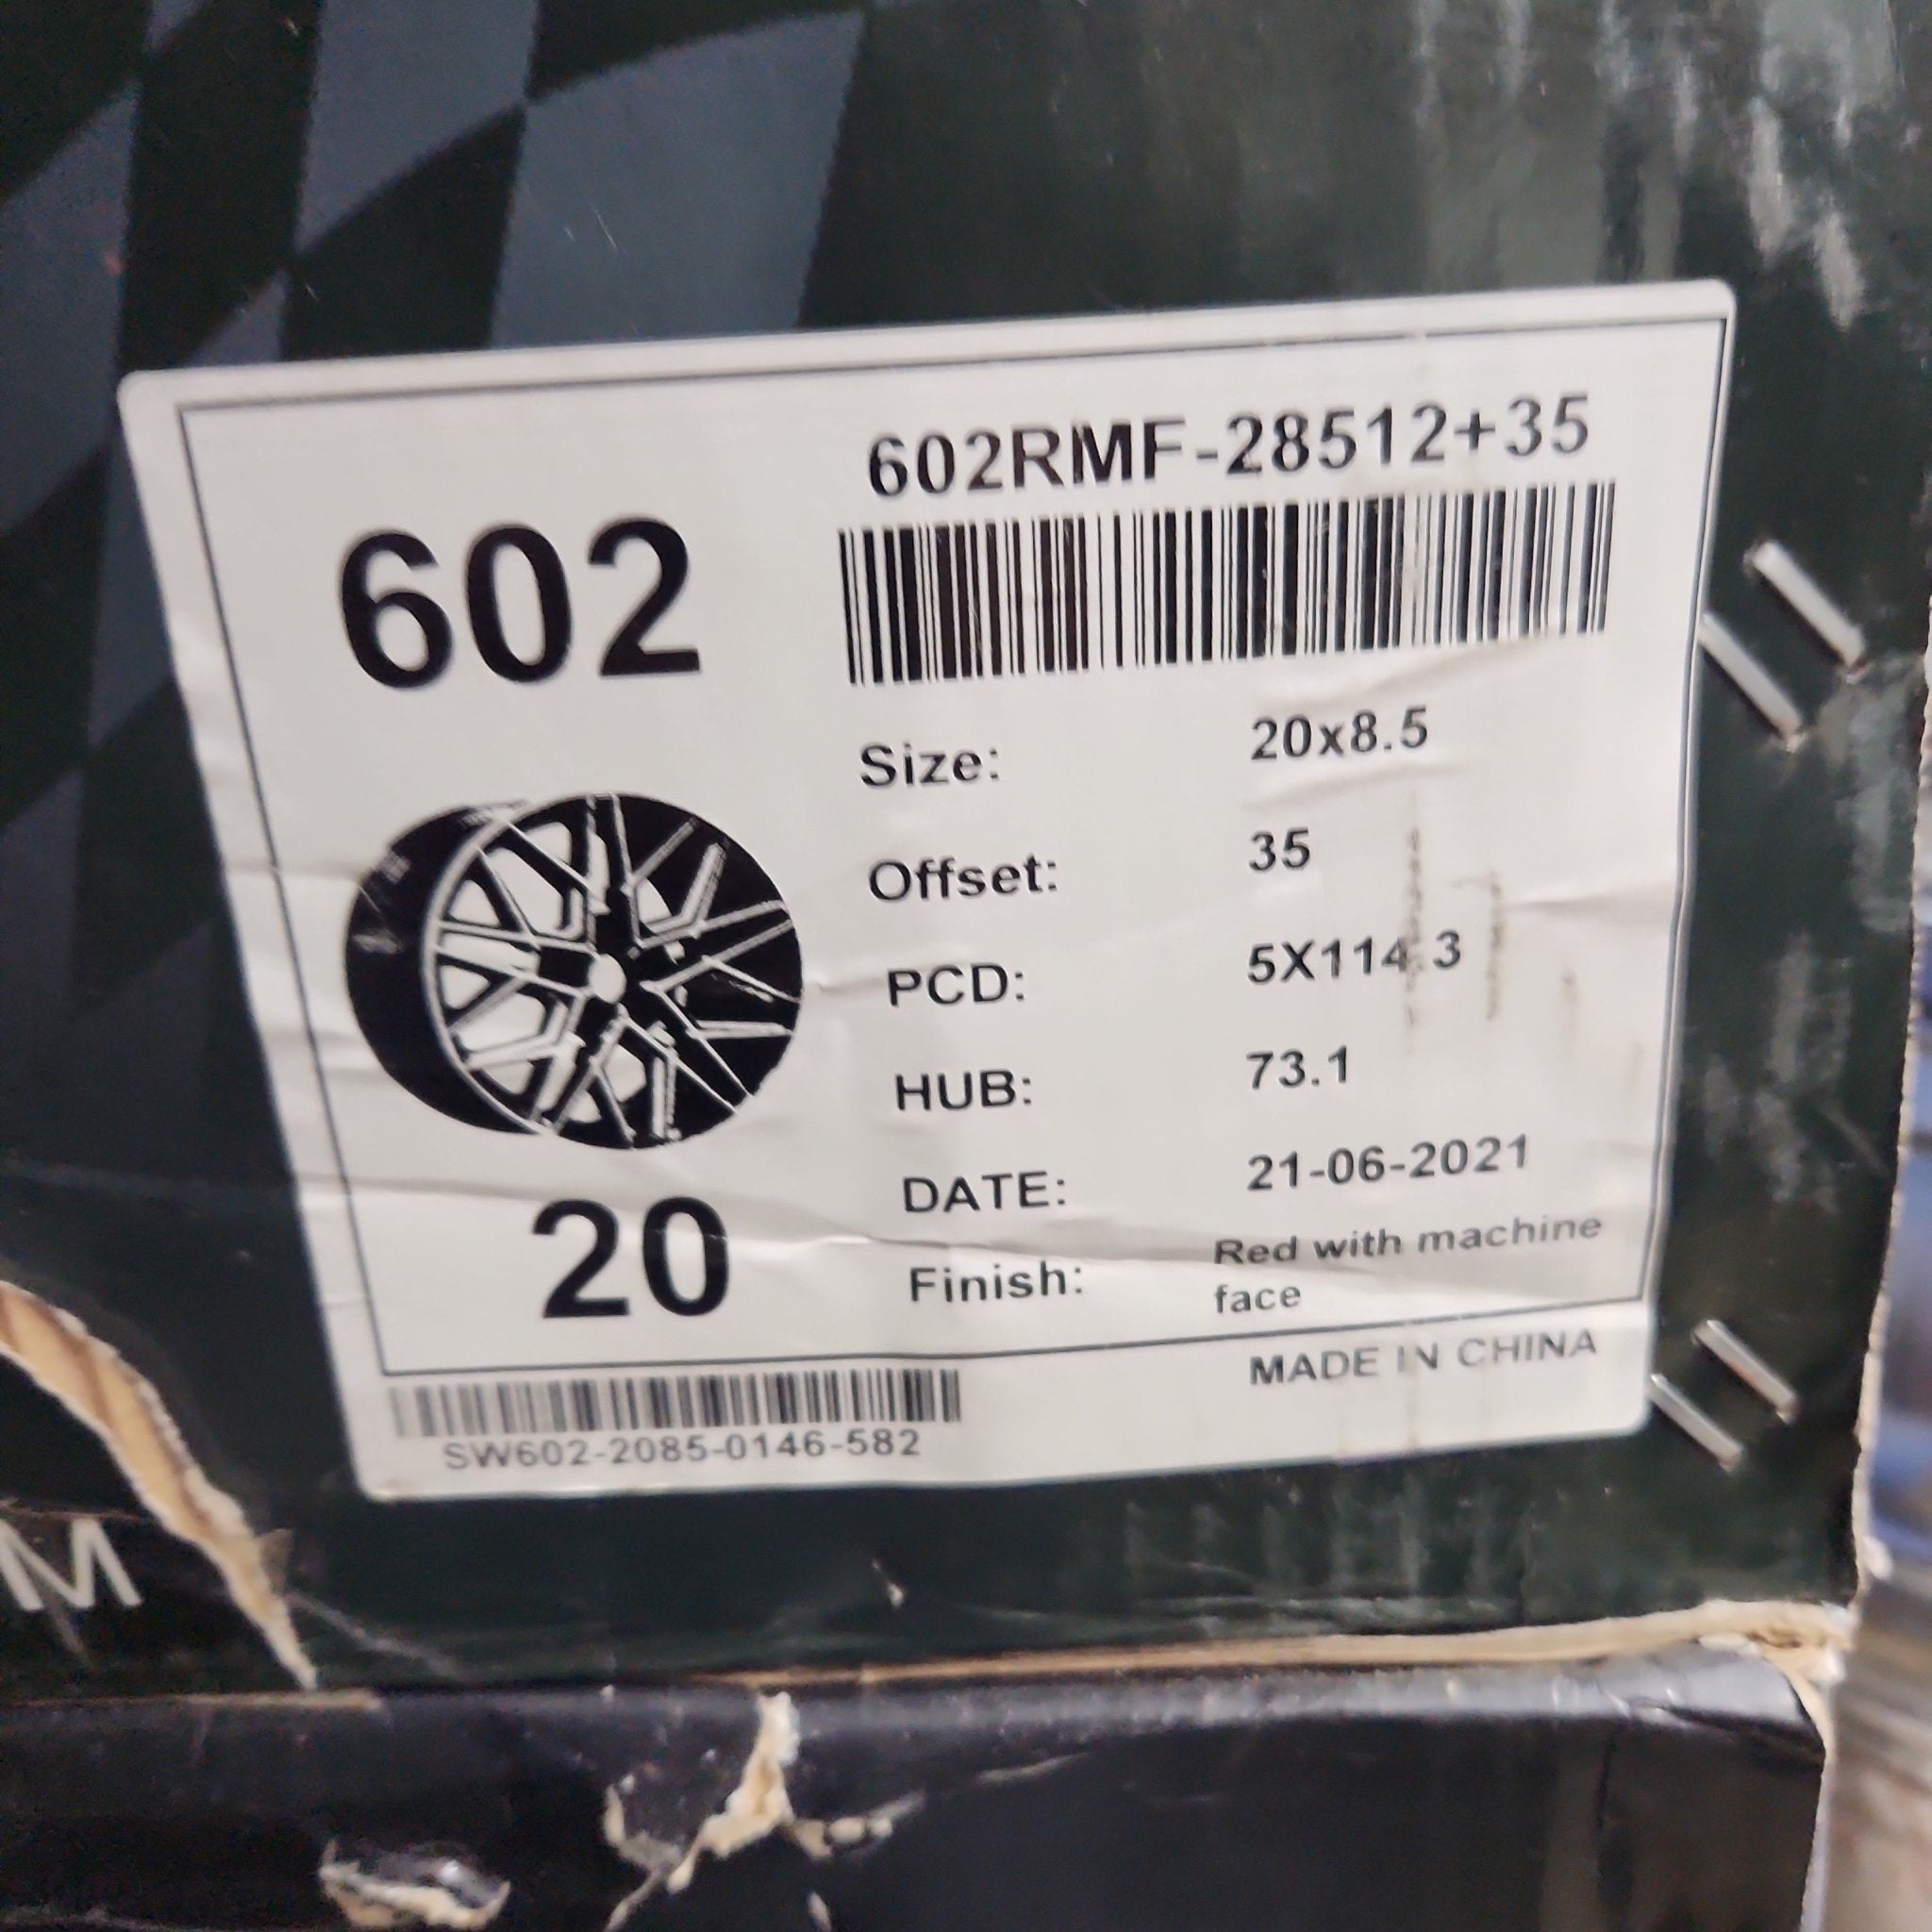 602RMF-28512+35
602
Size: 20x8.5
Offset: 35
PCD: 5X114.3
HUB: 73.1
DATE: 21-06-2021
Finish: Red with machine
face
20
MADE IN CHINA
SW602-2085-0146-582
M